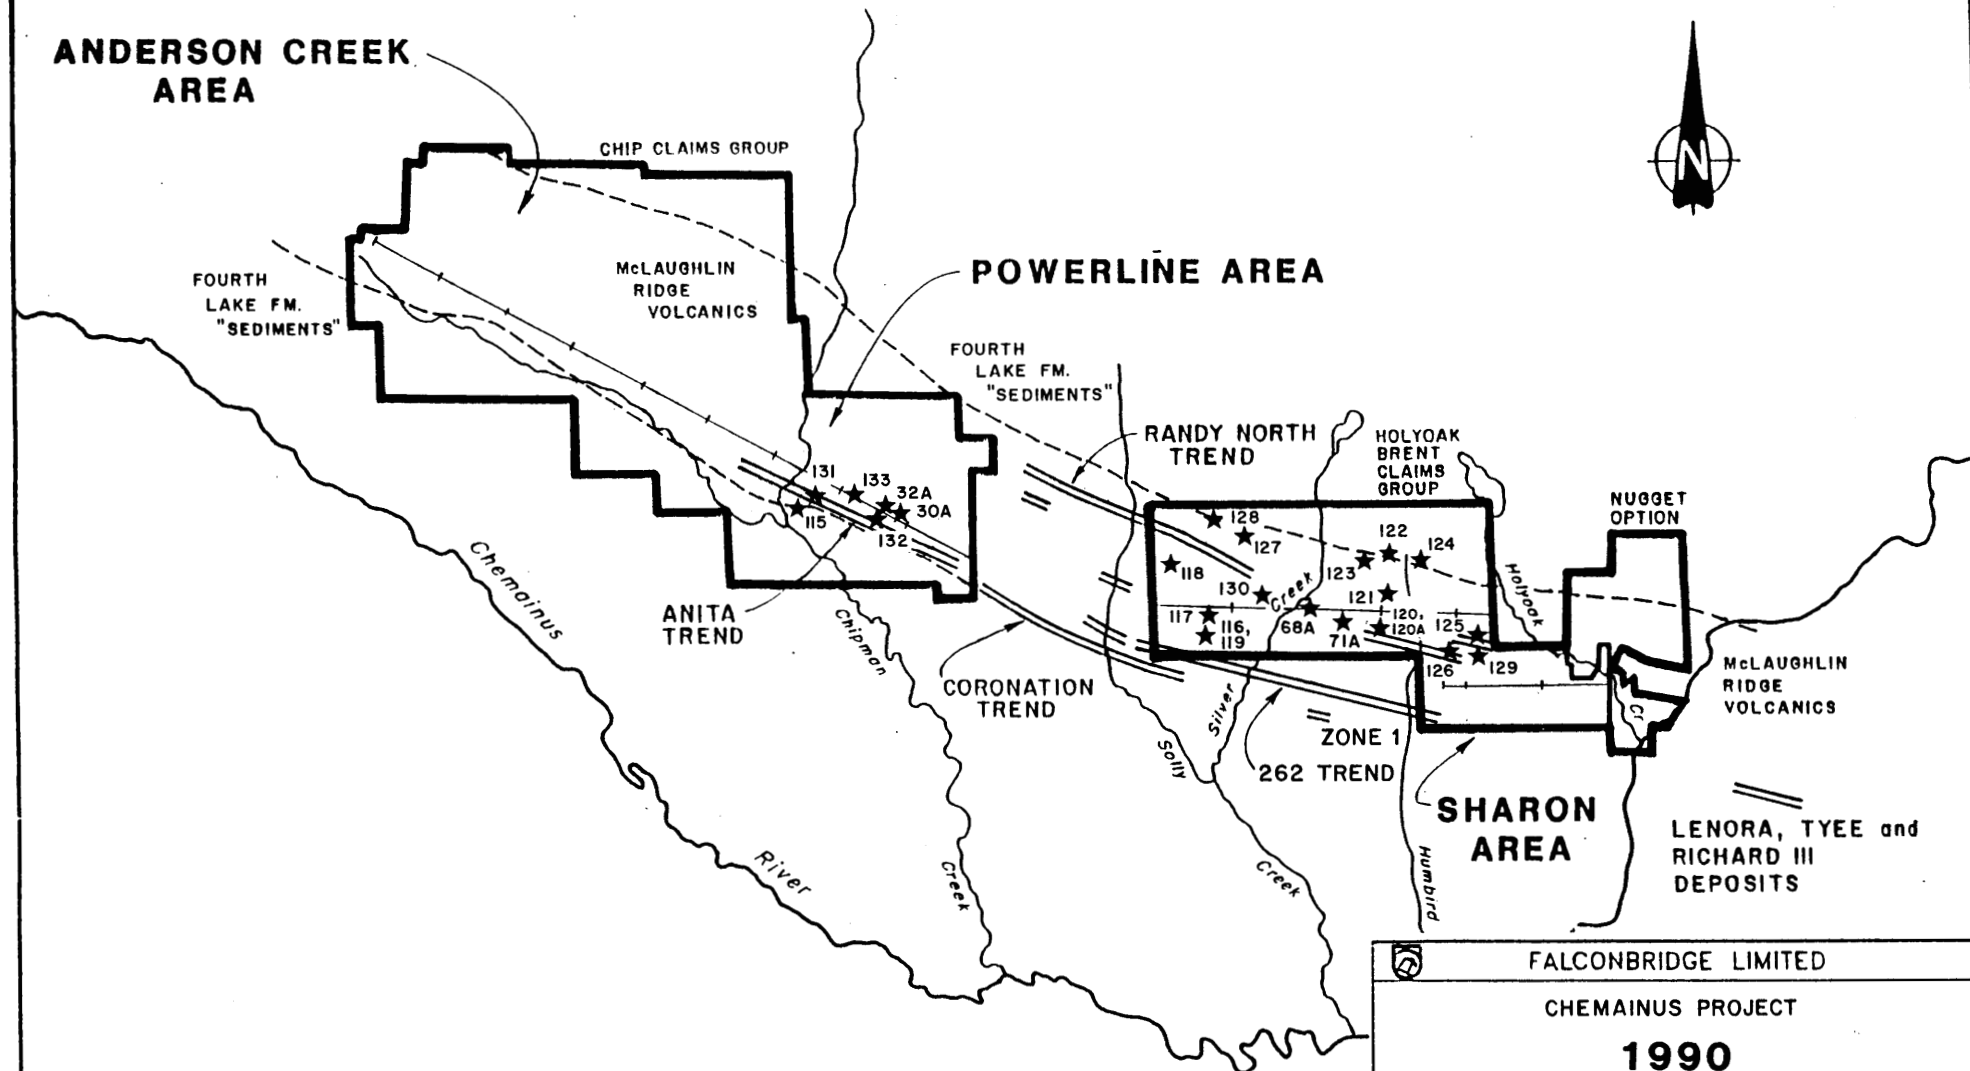 ANDERSON CREEK
AREA
CHIP CLAIMS GROUP
N
FOURTH
LAKE FM.
"SEDIMENTS"
McLAUGHLIN
RIDGE
VOLCANICS
POWERLINE AREA
FOURTH
LAKE FM.
"SEDIMENTS"
RANDY NORTH
TREND
HOLYOAK
BRENT
CLAIMS
GROUP
NUGGET
OPTION
131
133
32A
30A
115
132
128
127
118
122
124
123
130
121
117
116,
119
68A
71A
120,
120A
125
126
129
Creek
Holyoak
Cr.
Chemainus
River
ANITA
TREND
Chipman
Creek
CORONATION
TREND
Solly
Creek
Silver
ZONE 1
262 TREND
Humbird
SHARON
AREA
McLAUGHLIN
RIDGE
VOLCANICS
LENORA, TYEE and
RICHARD III
DEPOSITS
FALCONBRIDGE LIMITED
CHEMAINUS PROJECT
1990